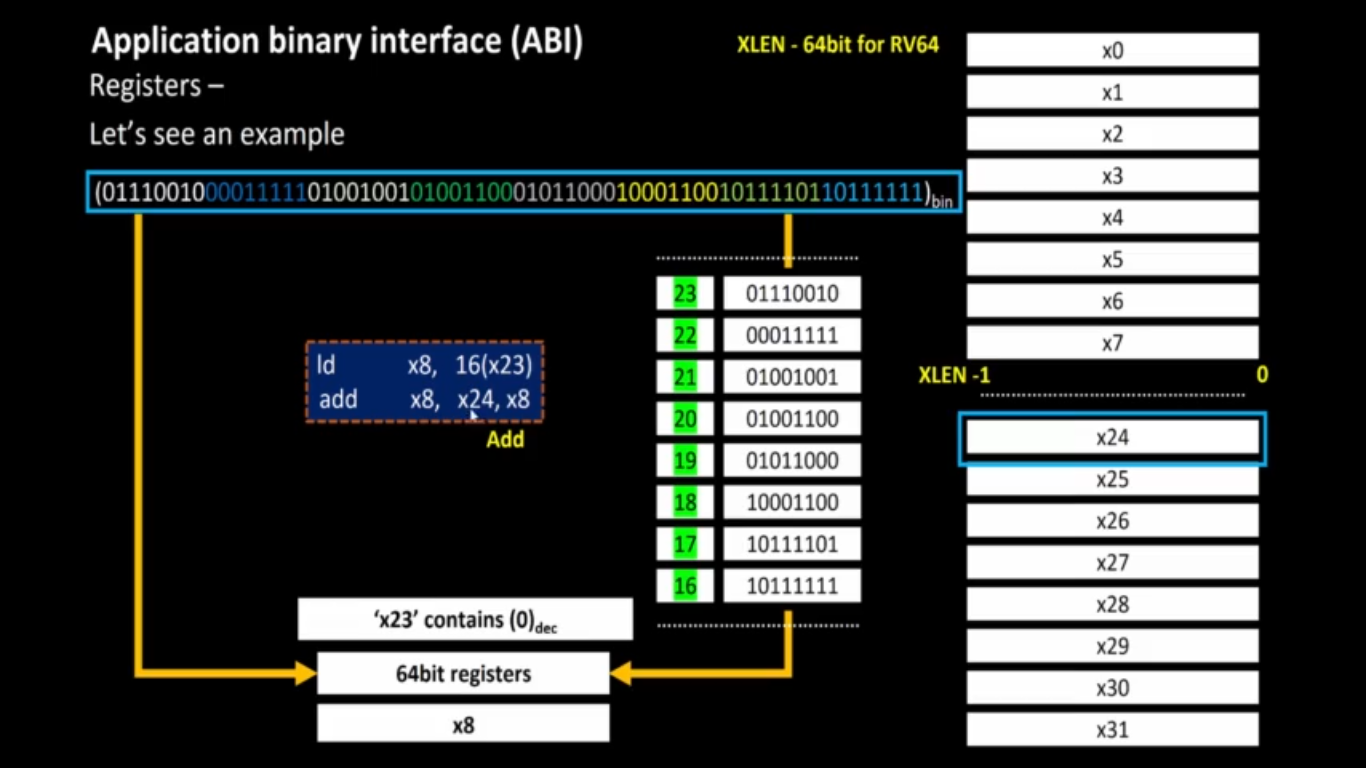 Application binary interface (ABI)
XLEN - 64bit for RV64
Registers –
Let's see an example
(0111001000011111010010010100110001011000100011001011110110111111)bin
23 01110010
22 00011111
21 01001001
20 01001100
19 01011000
18 10001100
17 10111101
16 10111111
ld x8, 16(x23)
add x8, x24, x8
Add
'x23' contains (0)dec
64bit registers
x8
x0
x1
x2
x3
x4
x5
x6
x7
XLEN -1 0
x24
x25
x26
x27
x28
x29
x30
x31